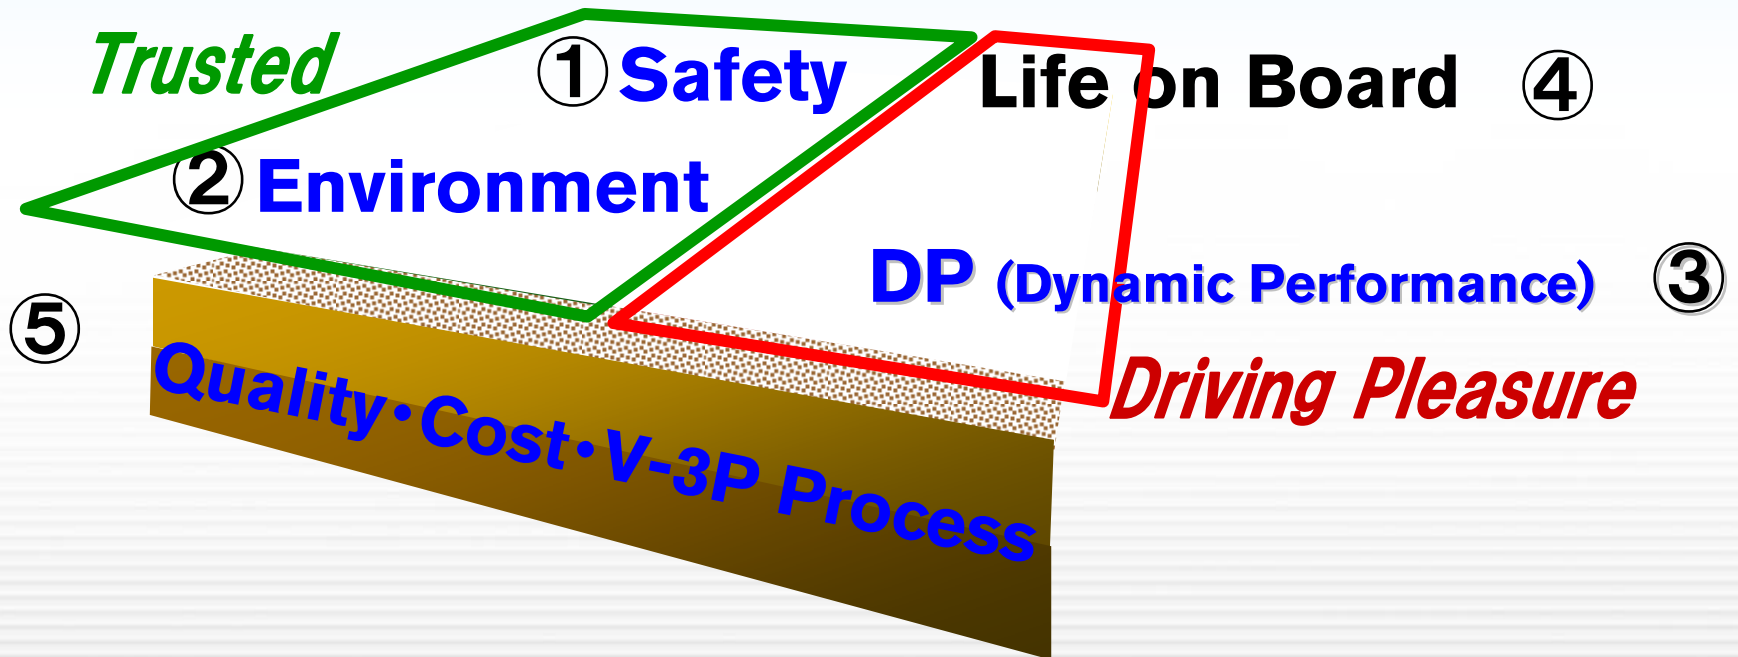 Trusted
① Safety
Life on Board ④
② Environment
DP (Dynamic Performance) ③
⑤
Quality・Cost・V-3P Process
Driving Pleasure